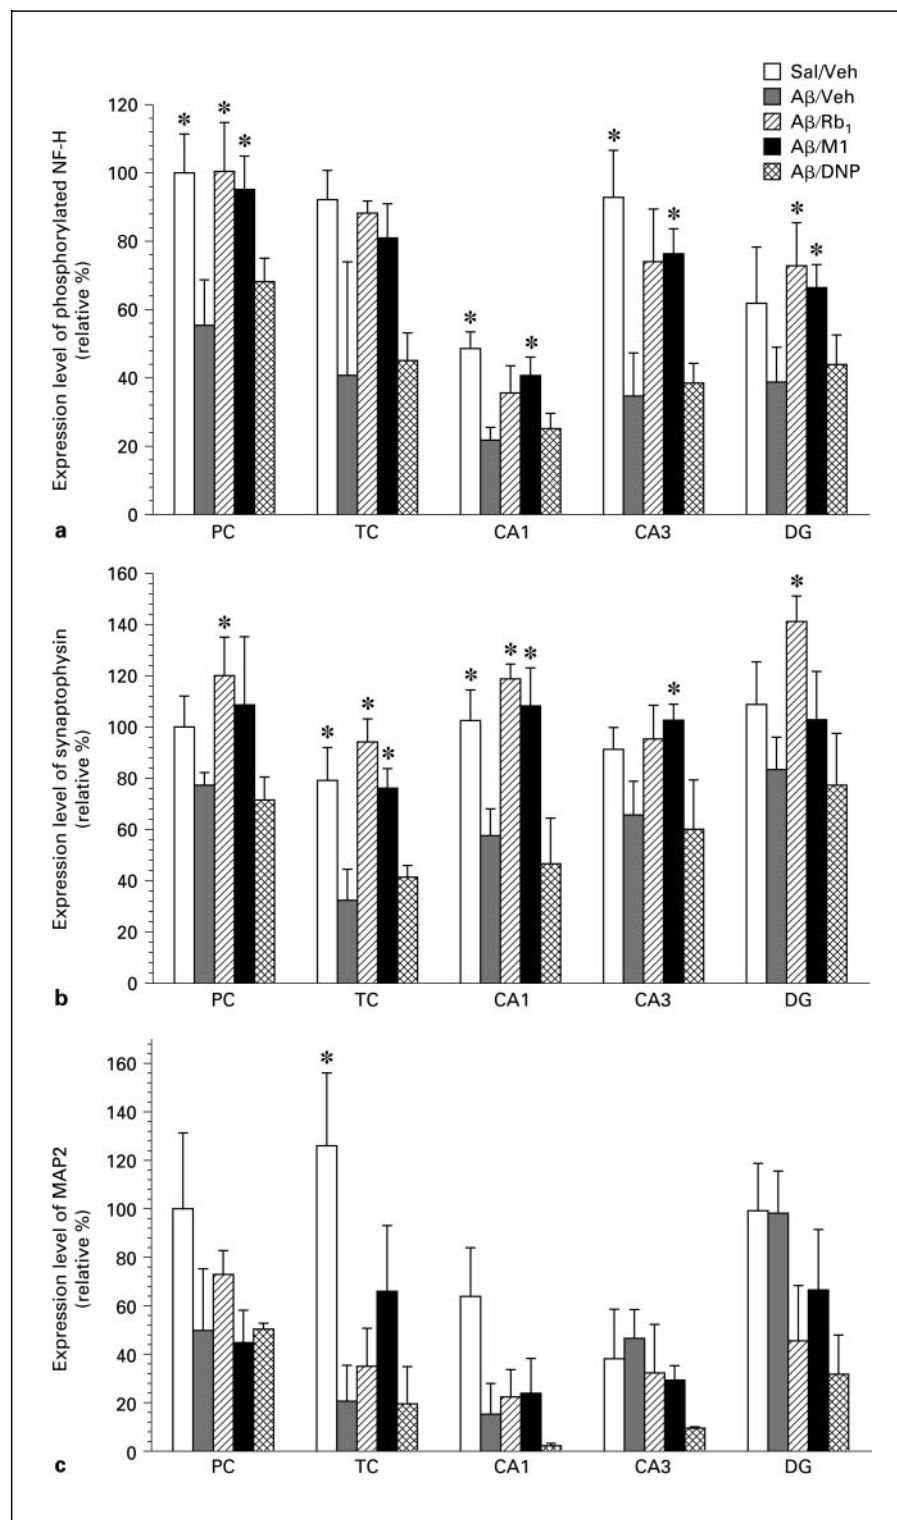 Sal/Veh
Aβ/Veh
Aβ/Rb₁
Aβ/M1
Aβ/DNP
Expression level of phosphorylated NF-H
(relative %)
120
100
80
60
40
20
0
* * * * * * * * *
a
PC TC CA1 CA3 DG
Expression level of synaptophysin
(relative %)
160
140
120
100
80
60
40
20
0
* * * * * * * * *
b
PC TC CA1 CA3 DG
Expression level of MAP2
(relative %)
160
140
120
100
80
60
40
20
0
*
c
PC TC CA1 CA3 DG